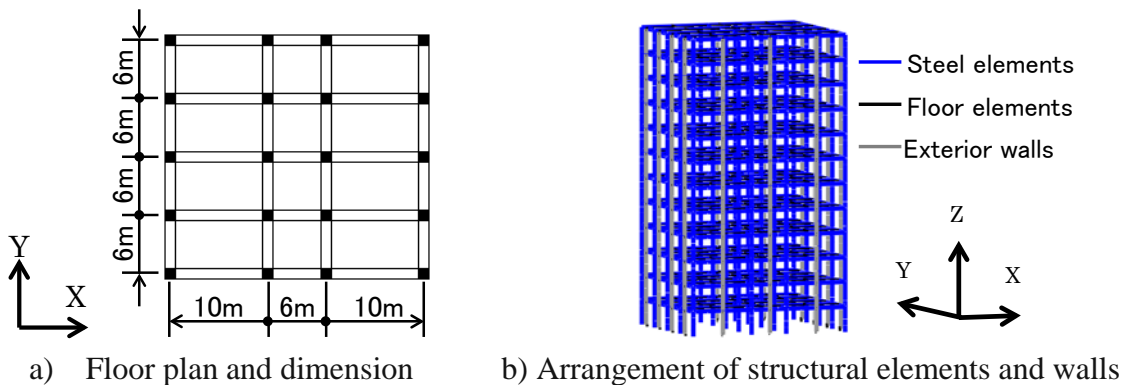 6m
6m
6m
6m
Y
X
10m
6m
10m
Steel elements
Floor elements
Exterior walls
Z
Y
X
a) Floor plan and dimension
b) Arrangement of structural elements and walls